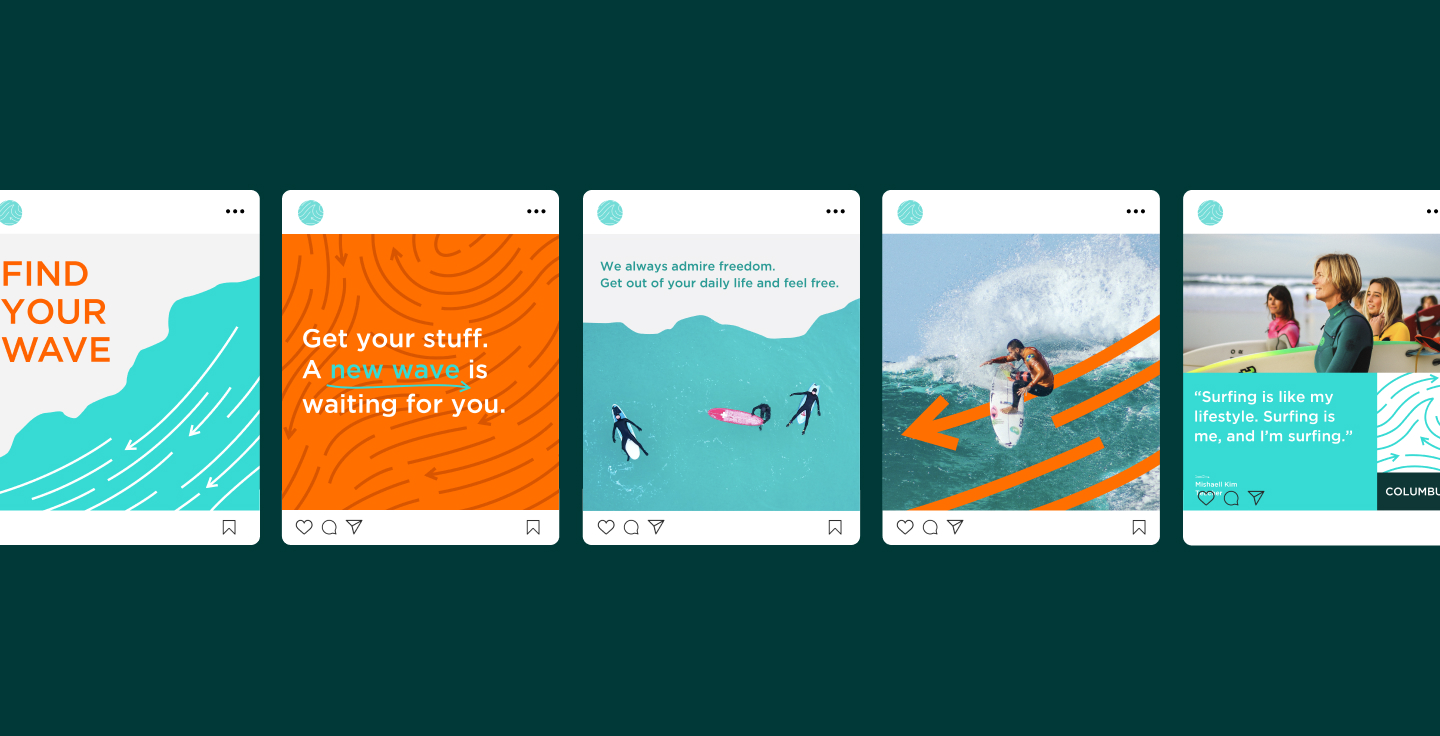 FIND
YOUR
WAVE
Get your stuff.
A new wave is
waiting for you.
We always admire freedom.
Get out of your daily life and feel free.
“Surfing is like my
lifestyle. Surfing is
me, and I’m surfing.”
Michaell Kim
COLUMBU